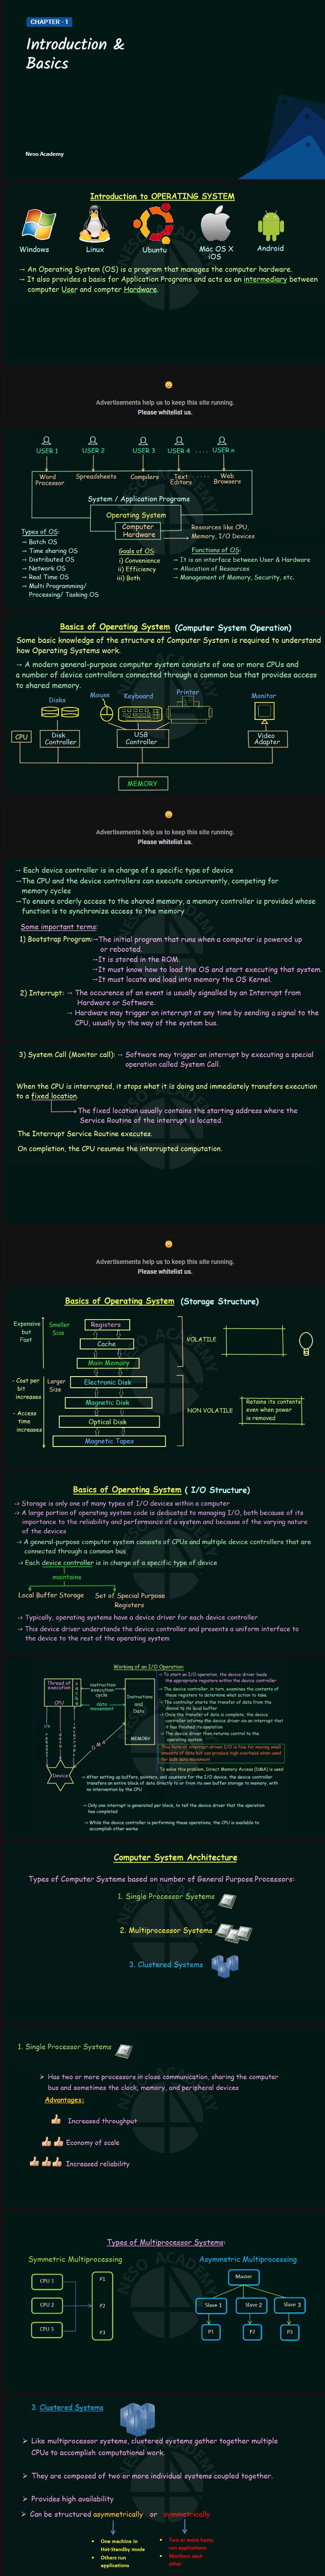 CHAPTER - 1
Introduction &
Basics
Neso Academy
Introduction to OPERATING SYSTEM
Windows
Linux
Ubuntu
Mac OS X
iOS
Android
→ An Operating System (OS) is a program that manages the computer hardware.
→ It also provides a basis for Application Programs and acts as an intermediary between
computer User and compter Hardware.
Advertisements help us to keep this site running.
Please whitelist us.
USER 1 USER 2 USER 3 USER 4 .... USER n
Word
Processor
Spreadsheets
Compilers
Text
Editors
....
Web
Browsers
System / Application Programs
Operating System
Computer
Hardware
Resources like CPU,
Memory, I/O Devices
Types of OS:
→ Batch OS
→ Time sharing OS
→ Distributed OS
→ Network OS
→ Real Time OS
→ Multi Programming/
Processing/ Tasking OS
Goals of OS:
i) Convenience
ii) Efficiency
iii) Both
Functions of OS:
→ It is an interface between User & Hardware
→ Allocation of Resources
→ Management of Memory, Security, etc.
Basics of Operating System (Computer System Operation)
Some basic knowledge of the structure of Computer System is required to understand
how Operating Systems work.
→ A modern general-purpose computer system consists of one or more CPUs and
a number of device controllers connected through a common bus that provides access
to shared memory.
Disks
Mouse
Keyboard
Printer
Monitor
CPU
Disk
Controller
USB
Controller
Video
Adapter
MEMORY
Advertisements help us to keep this site running.
Please whitelist us.
→ Each device controller is in charge of a specific type of device
→The CPU and the device controllers can execute concurrently, competing for
memory cycles
→To ensure orderly access to the shared memory, a memory controller is provided whose
function is to synchronize access to the memory
Some important terms:
1) Bootstrop Program:→The initial program that runs when a computer is powered up
or rebooted.
→It is stored in the ROM.
→It must know how to load the OS and start executing that system.
→It must locate and load into memory the OS Kernel.
2) Interrupt: → The occurence of an event is usually signalled by an Interrupt from
Hardware or Software.
→ Hardware may trigger an interrupt at any time by sending a signal to the
CPU, usually by the way of the system bus.
3) System Call (Monitor call): → Software may trigger an interrupt by executing a special
operation called System Call.
When the CPU is interrupted, it stops what it is doing and immediately transfers execution
to a fixed location.
The fixed location usually contains the starting address where the
Service Routine of the interrupt is located.
The Interrupt Service Routine executes.
On completion, the CPU resumes the interrupted computation.
Advertisements help us to keep this site running.
Please whitelist us.
Basics of Operating System (Storage Structure)
Expensive
but
Fast
Smaller
Size
Registers
Cache
Main Memory
VOLATILE
- Cost per
bit
increases
- Access
time
increases
Larger
Size
Electronic Disk
Magnetic Disk
Optical Disk
Magnetic Tapes
NON VOLATILE
Retains its contents
even when power
is removed
Basics of Operating System ( I/O Structure)
-> Storage is only one of many types of I/O devices within a computer
-> A large portion of operating system code is dedicated to managing I/O, both because of its
importance to the reliability and performance of a system and because of the varying nature
of the devices
-> A general-purpose computer system consists of CPUs and multiple device controllers that are
connected through a common bus
-> Each device controller is in charge of a specific type of device
maintains
Local Buffer Storage
Set of Special Purpose
Registers
-> Typically, operating systems have a device driver for each device controller
-> This device driver understands the device controller and presents a uniform interface to
the device to the rest of the operating system
Working of an I/O Operation:
Thread of
execution
CPU
cache
instruction
execution
cycle
data
movement
Instructions
and
Data
MEMORY
DMA
Device
-> To start an I/O operation, the device driver loads
the appropriate registers within the device controller
-> The device controller, in turn, examines the contents of
these registers to determine what action to take
-> The controller starts the transfer of data from the
device to its local buffer
-> Once the transfer of data is complete, the device
controller informs the device driver via an interrupt that
it has finished its operation
-> The device driver then returns control to the
operating system
This form of interrupt-driven I/O is fine for moving small
amounts of data but can produce high overhead when used
for bulk data movement
To solve this problem, Direct Memory Access (DMA) is used
-> After setting up buffers, pointers, and counters for the I/O device, the device controller
transfers an entire block of data directly to or from its own buffer storage to memory, with
no intervention by the CPU
-> Only one interrupt is generated per block, to tell the device driver that the operation
has completed
-> While the device controller is performing these operations, the CPU is available to
accomplish other works
Computer System Architecture
Types of Computer Systems based on number of General Purpose Processors:
1. Single Processor Systems
2. Multiprocessor Systems
3. Clustered Systems
1. Single Processor Systems
➢ Has two or more processors in close communication, sharing the computer
bus and sometimes the clock, memory, and peripheral devices
Advantages:
Increased throughput
Economy of scale
Increased reliability
Types of Multiprocessor Systems:
Symmetric Multiprocessing
Asymmetric Multiprocessing
CPU 1
CPU 2
CPU 3
P1
P2
P3
Master
Slave 1
Slave 2
Slave 3
P1
P2
P3
3. Clustered Systems
➢ Like multiprocessor systems, clustered systems gather together multiple
CPUs to accomplish computational work.
➢ They are composed of two or more individual systems coupled together.
➢ Provides high availability
➢ Can be structured asymmetrically or symmetrically
• One machine in
Hot-Standby mode
• Others run
applications
• Two or more hosts
run applications
• Monitors each
other